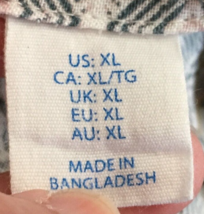 US: XL
CA: XL/TG
UK: XL
EU: XL
AU: XL
MADE IN
BANGLADESH